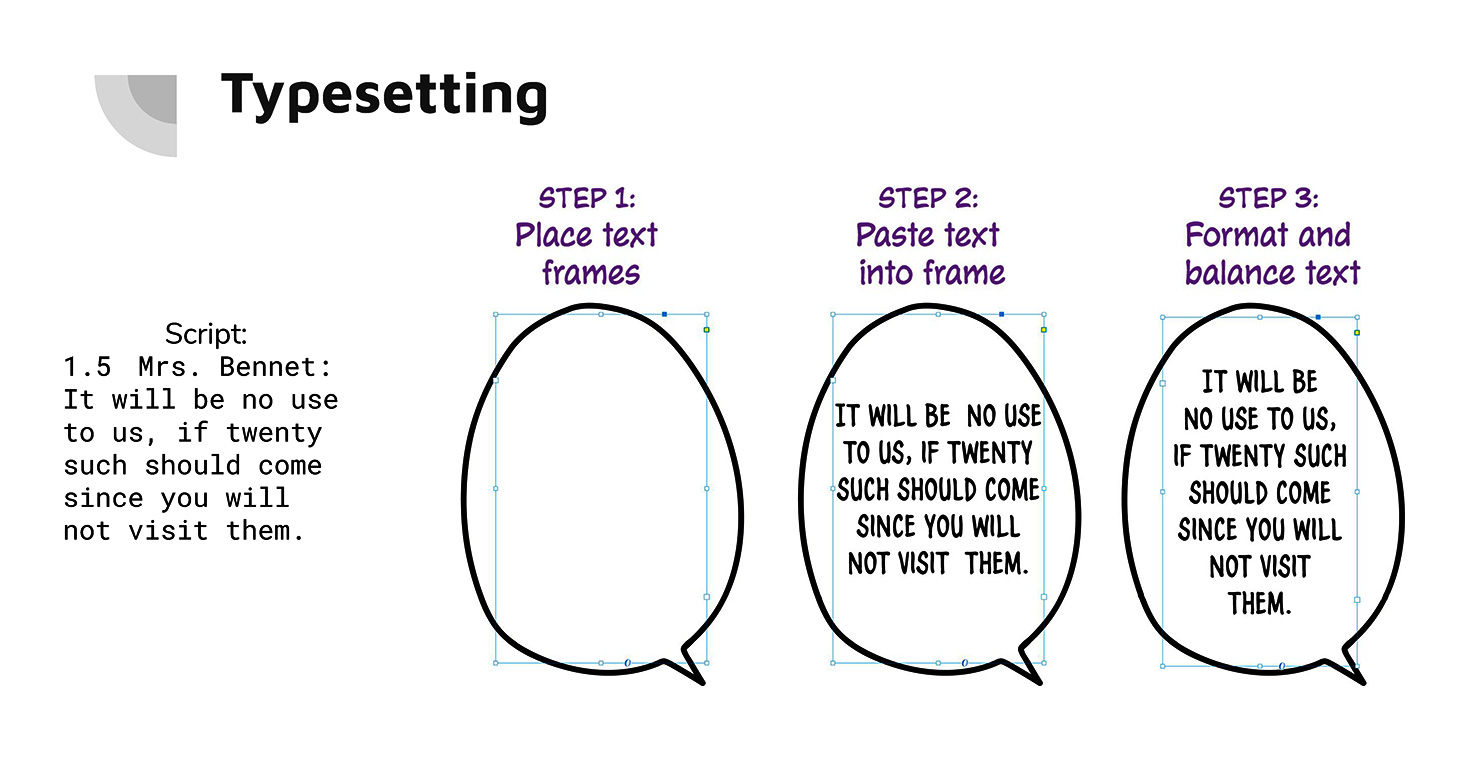 Typesetting
Script:
1.5 Mrs. Bennet:
It will be no use
to us, if twenty
such should come
since you will
not visit them.
STEP 1:
Place text
frames
STEP 2:
Paste text
into frame
IT WILL BE  NO USE
TO US, IF TWENTY
SUCH SHOULD COME
SINCE YOU WILL
NOT VISIT  THEM.
STEP 3:
Format and
balance text
IT WILL BE
NO USE TO US,
IF TWENTY SUCH
SHOULD COME
SINCE YOU WILL
NOT VISIT
THEM.